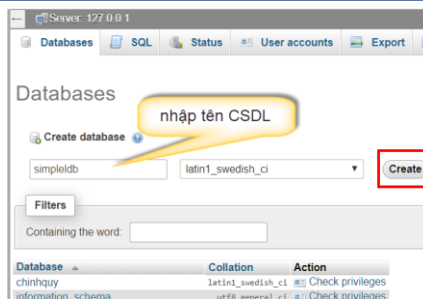 Server: 127.0.0.1
Databases SQL Status User accounts Export
Databases
nhập tên CSDL
Create database
simpleldb latin1_swedish_ci Create
Filters
Containing the word:
Database Collation Action
chinhquy latin1_swedish_ci Check privileges
information_schema utf8_general_ci Check privileges